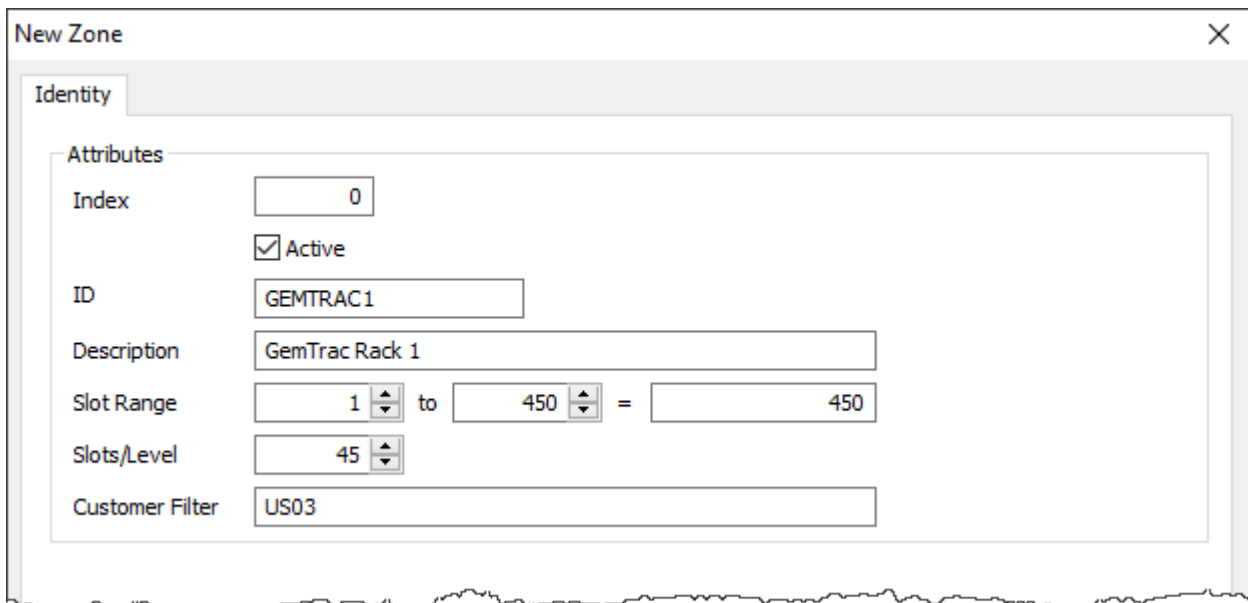 New Zone
Identity
Attributes
Index 0
Active
ID GEMTRAC1
Description GemTrac Rack 1
Slot Range 1 to 450 = 450
Slots/Level 45
Customer Filter US03